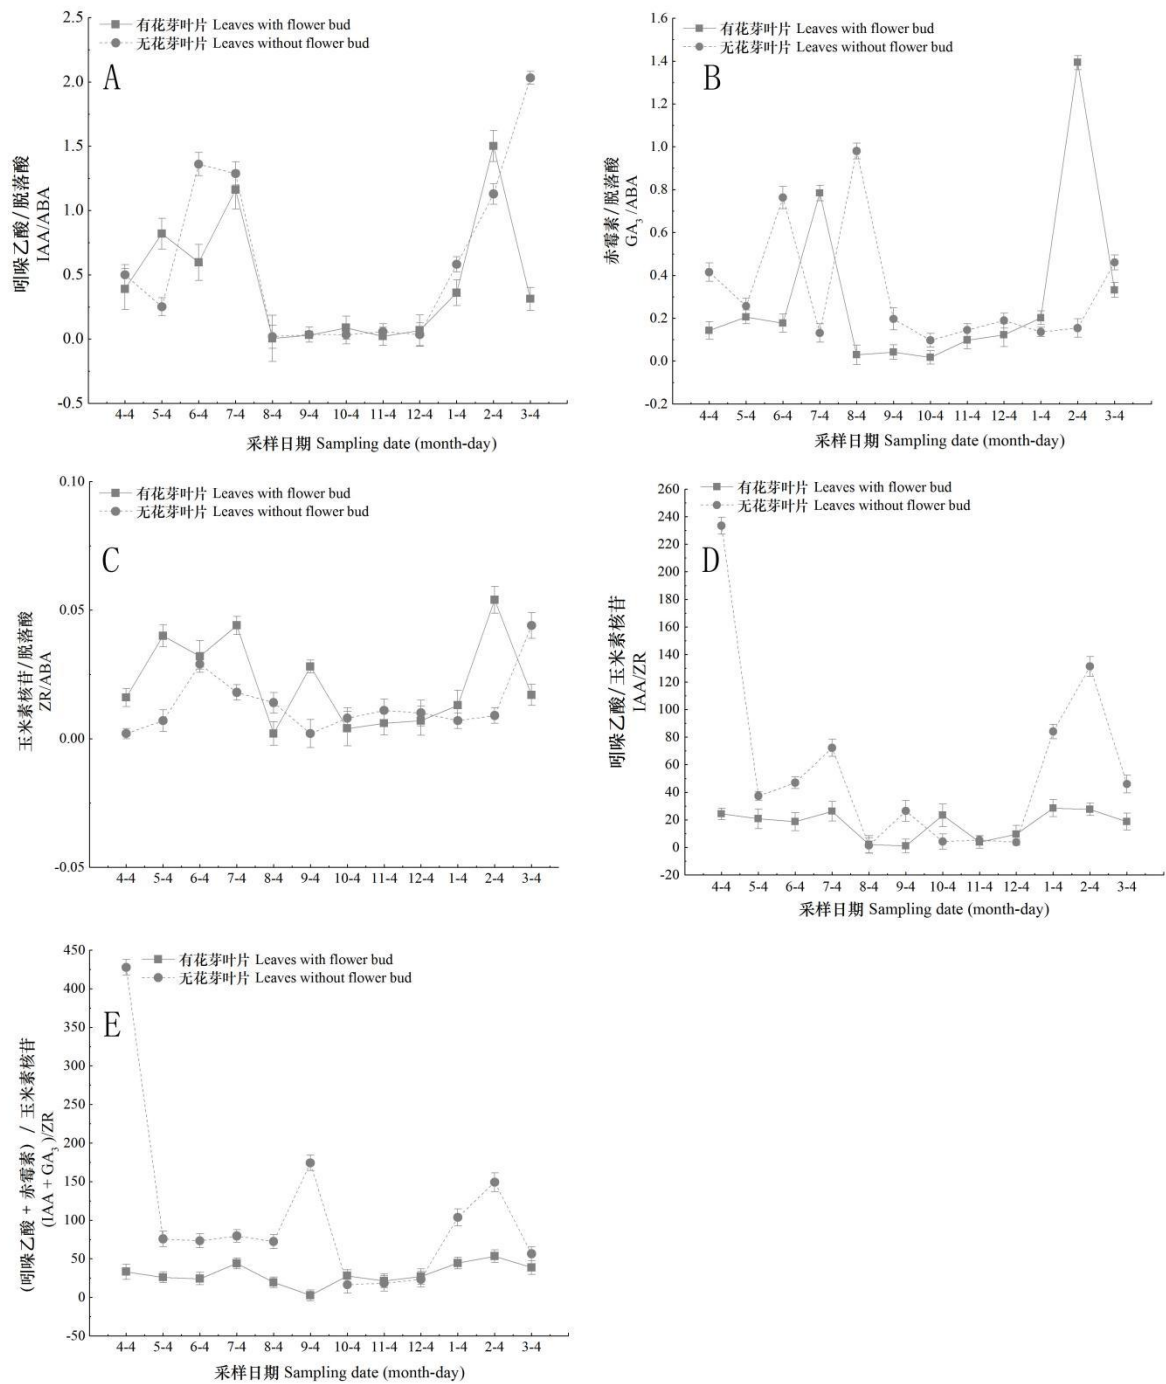 有花芽叶片 Leaves with flower bud
无花芽叶片 Leaves without flower bud
A
吲哚乙酸/脱落酸
IAA/ABA
2.5
2.0
1.5
1.0
0.5
0.0
-0.5
4-4 5-4 6-4 7-4 8-4 9-4 10-4 11-4 12-4 1-4 2-4 3-4
采样日期 Sampling date (month-day)
有花芽叶片 Leaves with flower bud
无花芽叶片 Leaves without flower bud
B
赤霉素/脱落酸
GA3/ABA
1.6
1.4
1.2
1.0
0.8
0.6
0.4
0.2
0.0
-0.2
4-4 5-4 6-4 7-4 8-4 9-4 10-4 11-4 12-4 1-4 2-4 3-4
采样日期 Sampling date (month-day)
有花芽叶片 Leaves with flower bud
无花芽叶片 Leaves without flower bud
C
玉米素核苷/脱落酸
ZR/ABA
0.10
0.05
0.00
-0.05
4-4 5-4 6-4 7-4 8-4 9-4 10-4 11-4 12-4 1-4 2-4 3-4
有花芽叶片 Leaves with flower bud
无花芽叶片 Leaves without flower bud
D
吲哚乙酸/玉米素核苷
IAA/ZR
260
240
220
200
180
160
140
120
100
80
60
40
20
0
-20
4-4 5-4 6-4 7-4 8-4 9-4 10-4 11-4 12-4 1-4 2-4 3-4
采样日期 Sampling date (month-day)
有花芽叶片 Leaves with flower bud
无花芽叶片 Leaves without flower bud
E
(吲哚乙酸 + 赤霉素) / 玉米素核苷
(IAA + GA3)/ZR
450
400
350
300
250
200
150
100
50
0
-50
4-4 5-4 6-4 7-4 8-4 9-4 10-4 11-4 12-4 1-4 2-4 3-4
采样日期 Sampling date (month-day)